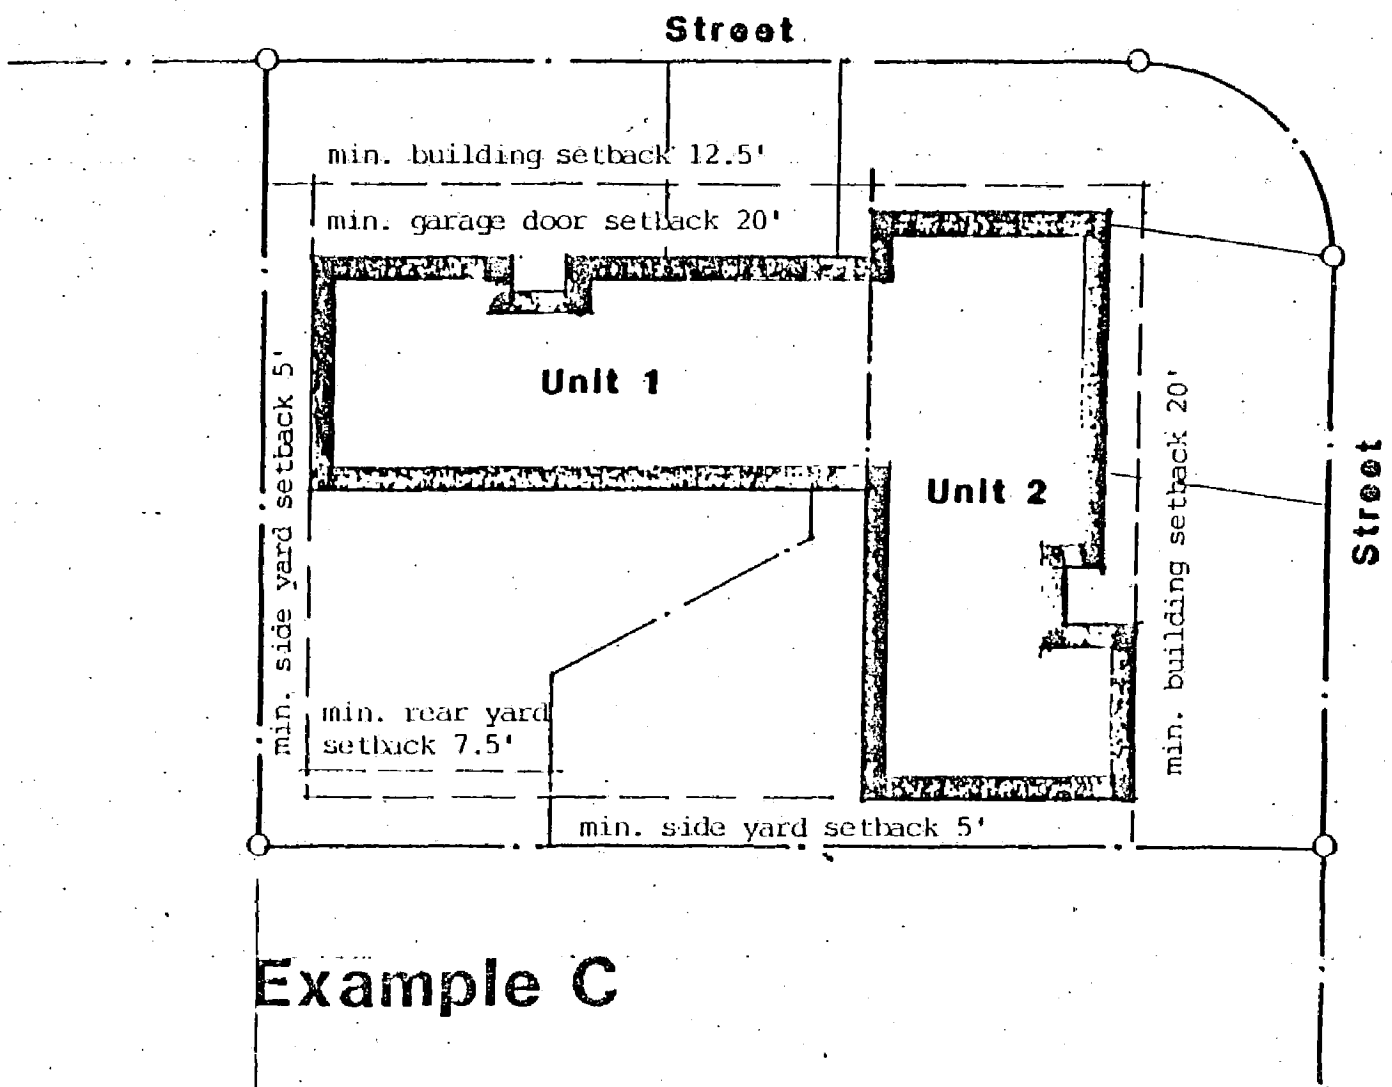 Street
min. building setback 12.5'
min. garage door setback 20'
Unit 1
min. side yard setback 5'
Unit 2
min. building setback 20'
Street
min. rear yard
setback 7.5'
min. side yard setback 5'
Example C